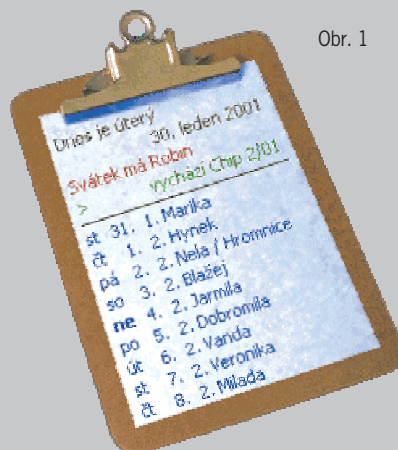 Obr. 1
Dnes je úterý
30. leden 2001
Svátek má Robin
> vychází Chip 2/01
st 31. 1. Marika
čt 1. 2. Hynek
pá 2. 2. Nela / Hromnice
so 3. 2. Blažej
ne 4. 2. Jarmila
po 5. 2. Dobromila
út 6. 2. Vanda
st 7. 2. Veronika
čt 8. 2. Milada